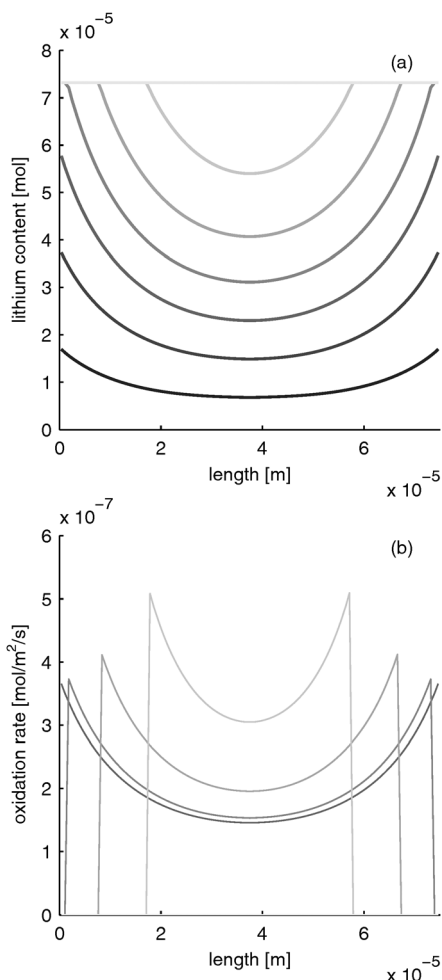 x 10⁻⁵
8
(a)
7
6
5
lithium content [mol]
4
3
2
1
0
0 2 4 6
length [m]
x 10⁻⁵
x 10⁻⁷
6
(b)
5
4
oxidation rate [mol/m²/s]
3
2
1
0
0 2 4 6
length [m]
x 10⁻⁵